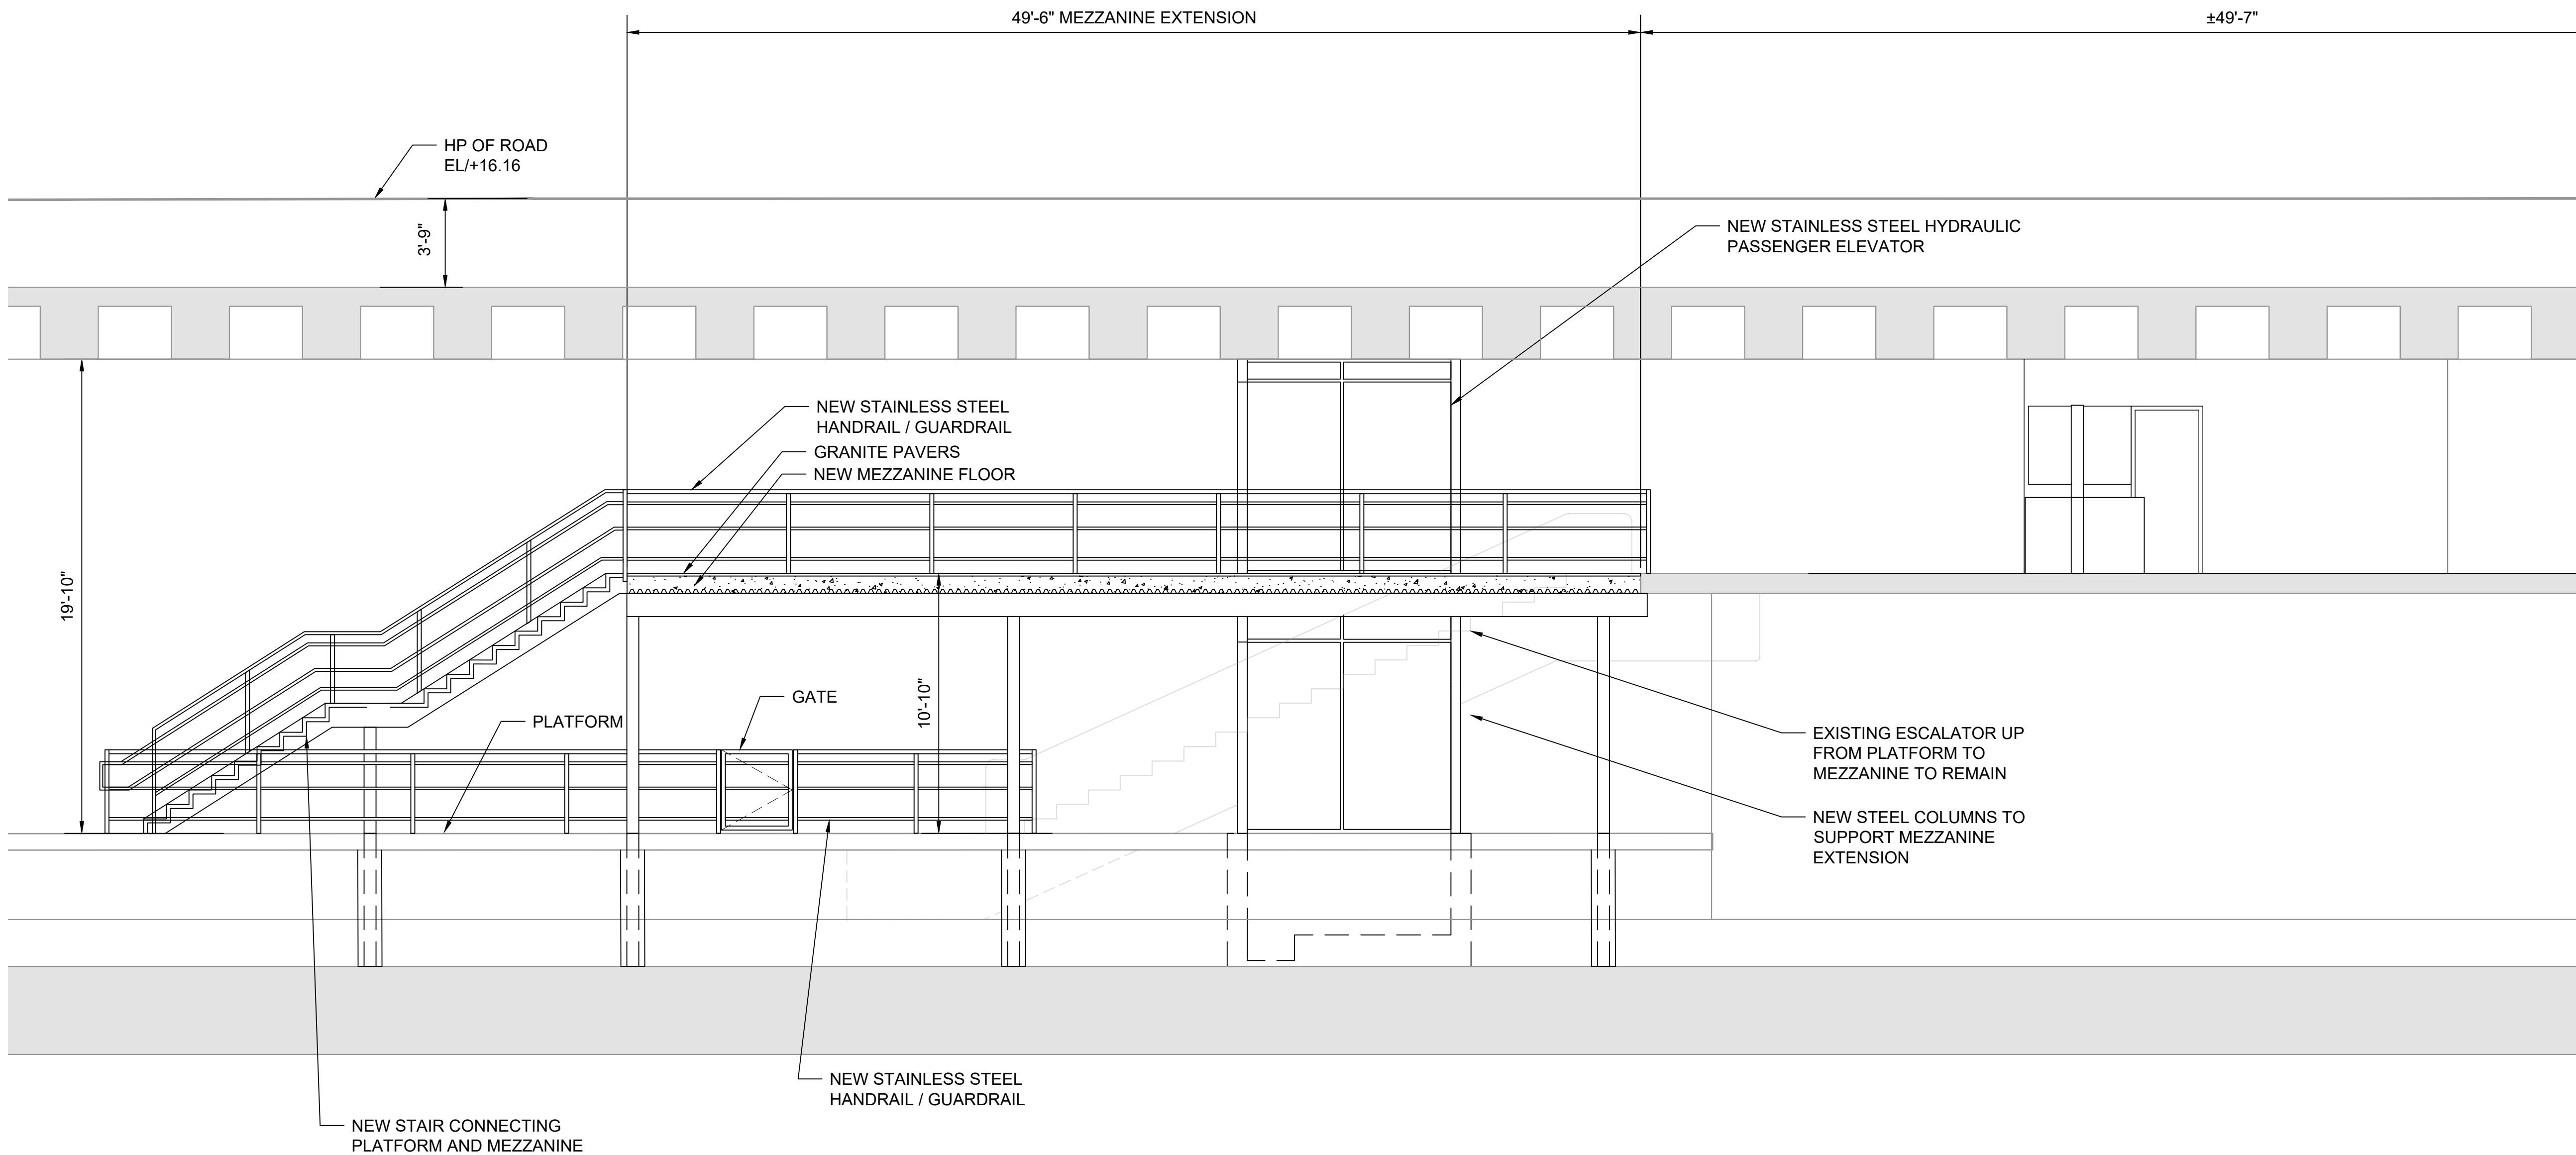 49'-6" MEZZANINE EXTENSION
±49'-7"
HP OF ROAD
EL/+16.16
3'-9"
NEW STAINLESS STEEL HYDRAULIC
PASSENGER ELEVATOR
NEW STAINLESS STEEL
HANDRAIL / GUARDRAIL
GRANITE PAVERS
NEW MEZZANINE FLOOR
19'-10"
10'-10"
GATE
PLATFORM
EXISTING ESCALATOR UP
FROM PLATFORM TO
MEZZANINE TO REMAIN
NEW STEEL COLUMNS TO
SUPPORT MEZZANINE
EXTENSION
NEW STAINLESS STEEL
HANDRAIL / GUARDRAIL
NEW STAIR CONNECTING
PLATFORM AND MEZZANINE